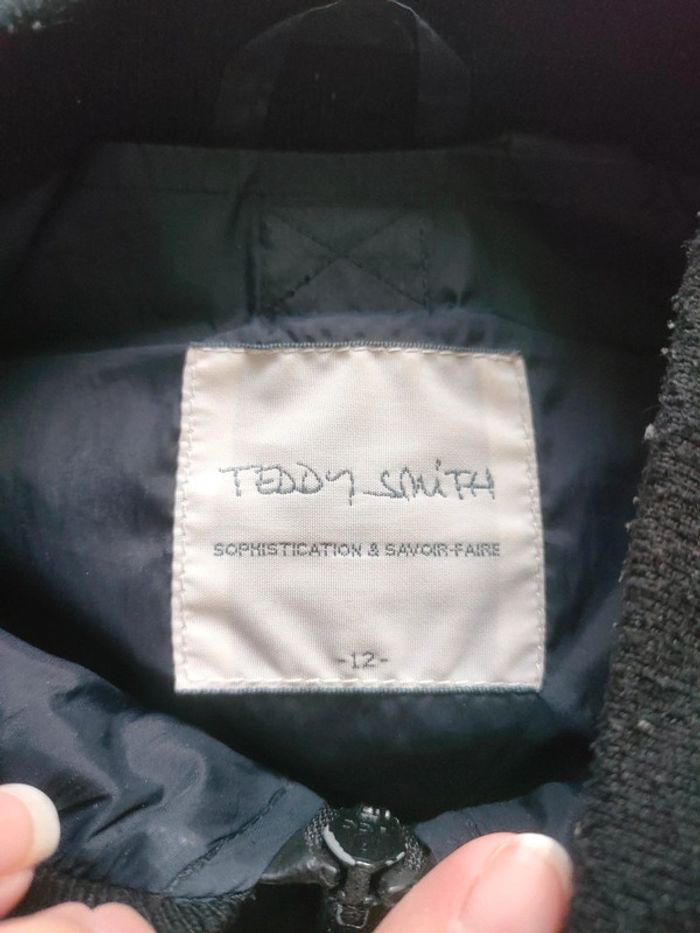 TEDDY SMiTH
SOPHISTICATION & SAVOIR-FAIRE
-12-